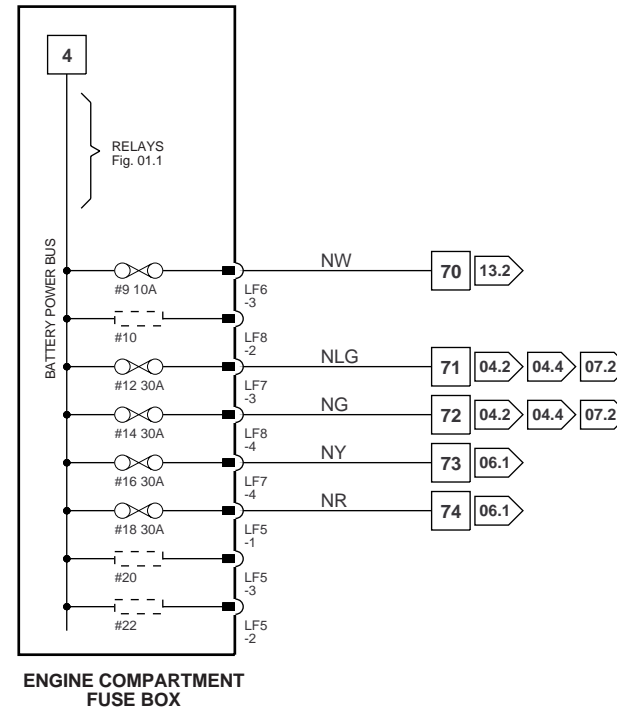 4
RELAYS
Fig. 01.1
BATTERY POWER BUS
NW
70 13.2
#9 10A
LF6
-3
#10
LF8
-2
NLG
71 04.2 04.4 07.2
#12 30A
LF7
-3
NG
72 04.2 04.4 07.2
#14 30A
LF8
-4
NY
73 06.1
#16 30A
LF7
-4
NR
74 06.1
#18 30A
LF5
-1
#20
LF5
-3
#22
LF5
-2
ENGINE COMPARTMENT
FUSE BOX